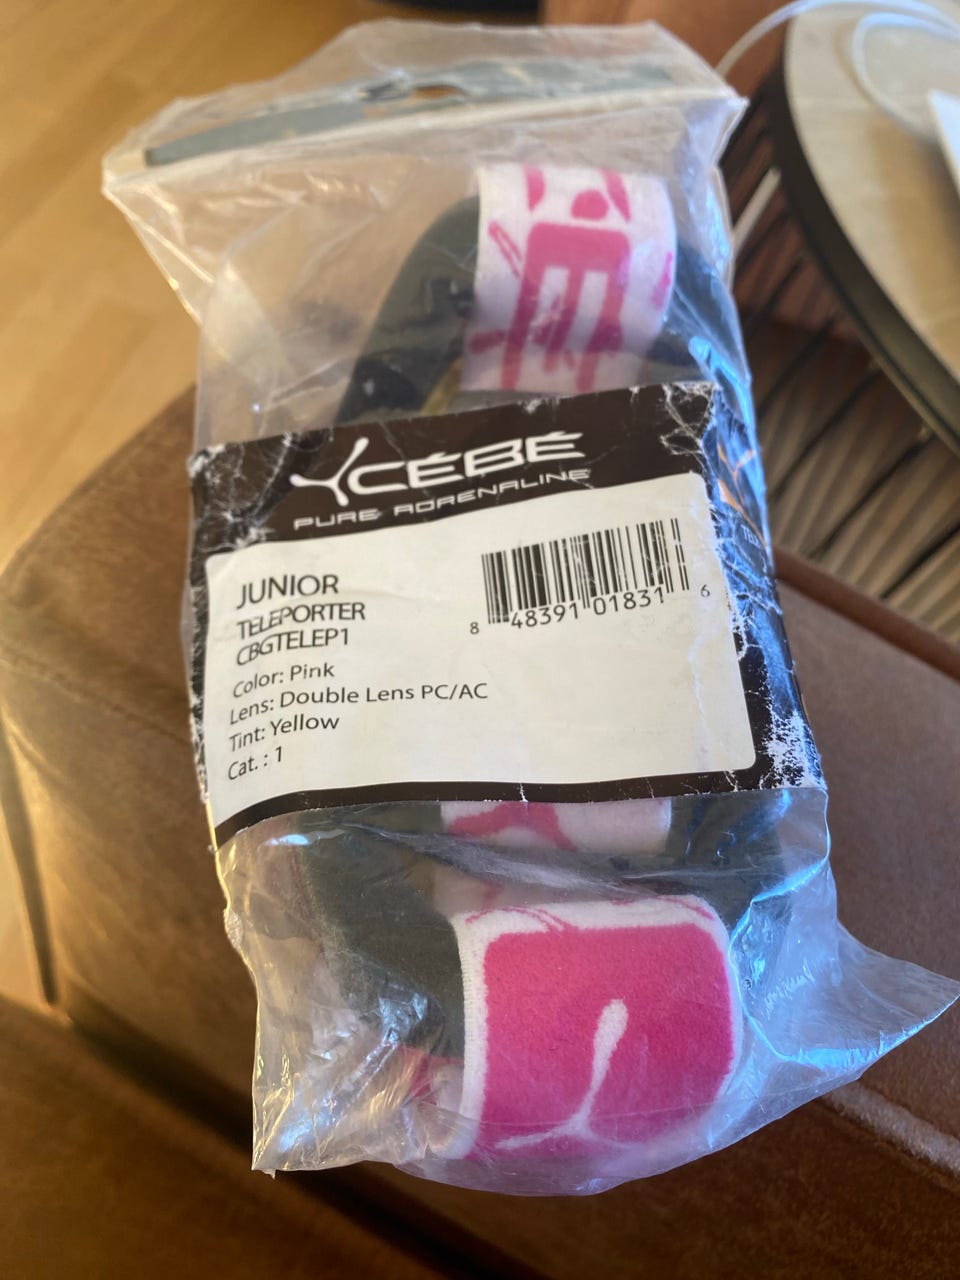 CÉBÉ
PURE ADRENALINE
JUNIOR
TELEPORTER
CBGTELEP1
Color: Pink
Lens: Double Lens PC/AC
Tint: Yellow
Cat. : 1
8 48391 01831 6